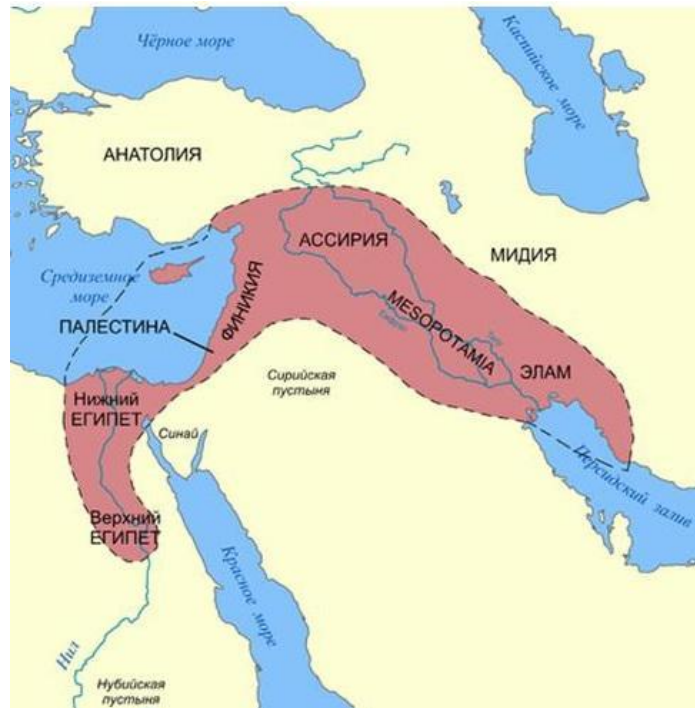 Чёрное море
Каспийское море
АНАТОЛИЯ
АССИРИЯ
МИДИЯ
Средиземное
море
ФИНИКИЯ
MESOPOTAMIA
ПАЛЕСТИНА
ЭЛАМ
Сирийская
пустыня
Нижний
ЕГИПЕТ
Синай
Персидский залив
Верхний
ЕГИПЕТ
Красное море
Нил
Нубийская
пустыня